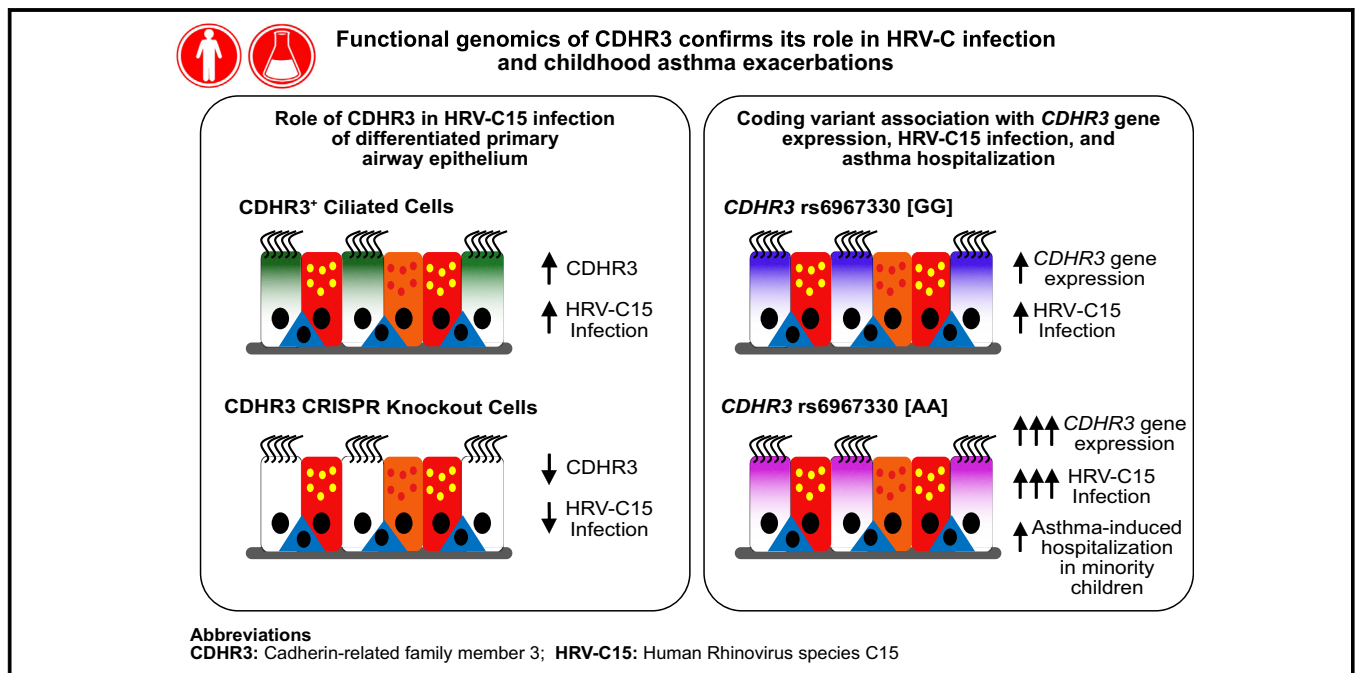 Functional genomics of CDHR3 confirms its role in HRV-C infection
and childhood asthma exacerbations
Role of CDHR3 in HRV-C15 infection
of differentiated primary
airway epithelium
CDHR3⁺ Ciliated Cells
CDHR3
HRV-C15
Infection
CDHR3 CRISPR Knockout Cells
CDHR3
HRV-C15
Infection
Coding variant association with CDHR3 gene
expression, HRV-C15 infection, and
asthma hospitalization
CDHR3 rs6967330 [GG]
CDHR3 gene
expression
HRV-C15
Infection
CDHR3 rs6967330 [AA]
CDHR3 gene
expression
HRV-C15
Infection
Asthma-induced
hospitalization
in minority
children
Abbreviations
CDHR3: Cadherin-related family member 3; HRV-C15: Human Rhinovirus species C15